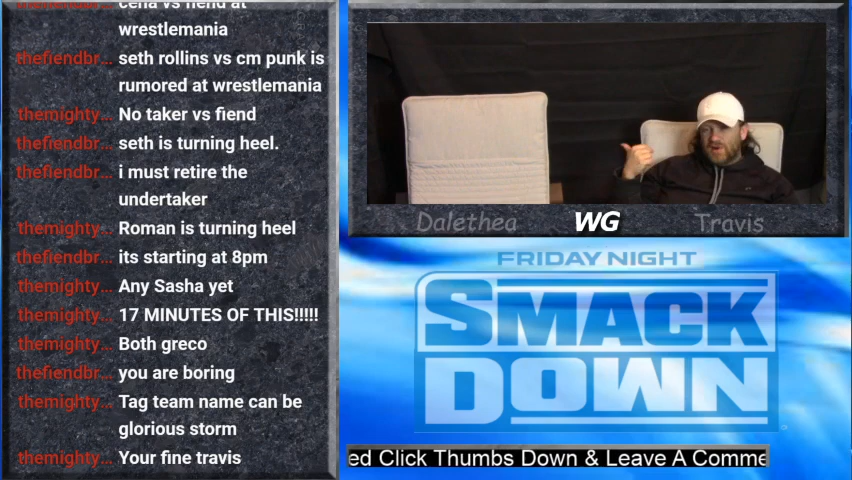 cena vs fiend at
wrestlemania
thefiendbr... seth rollins vs cm punk is
rumored at wrestlemania
themighty... No taker vs fiend
thefiendbr... seth is turning heel.
thefiendbr... i must retire the
undertaker
themighty... Roman is turning heel
thefiendbr... its starting at 8pm
themighty... Any Sasha yet
themighty... 17 MINUTES OF THIS!!!!!
themighty... Both greco
thefiendbr... you are boring
themighty... Tag team name can be
glorious storm
themighty... Your fine travis
Dalethea WG Travis
FRIDAY NIGHT
SMACK
DOWN
ed Click Thumbs Down & Leave A Comme